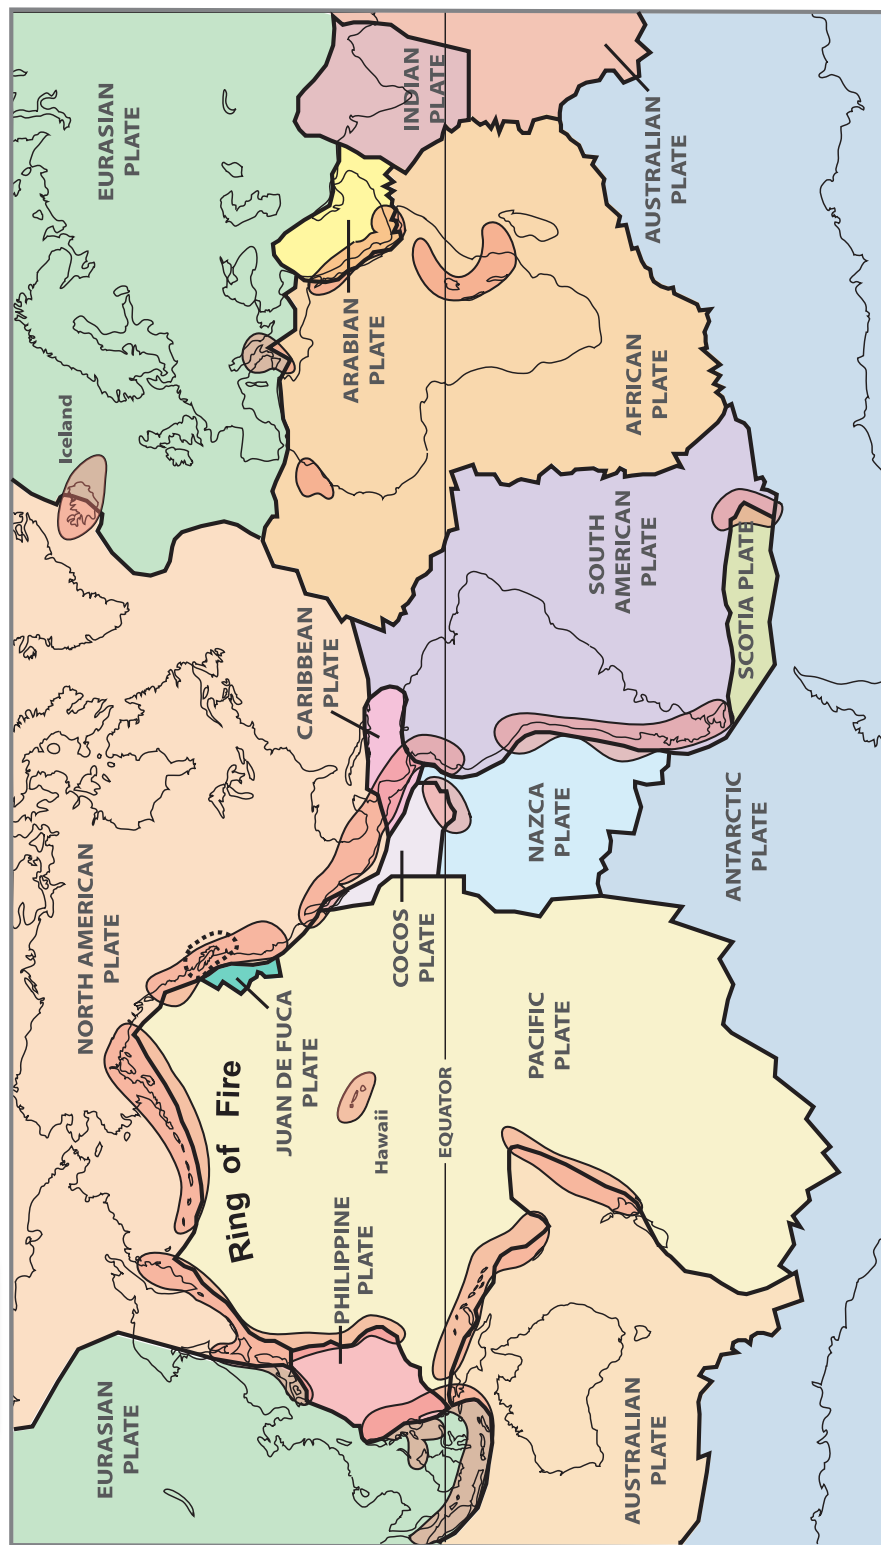 EURASIAN
PLATE
NORTH AMERICAN
PLATE
Iceland
EURASIAN
PLATE
Ring of Fire
JUAN DE FUCA
PLATE
CARIBBEAN
PLATE
ARABIAN
PLATE
INDIAN
PLATE
PHILIPPINE
PLATE
Hawaii
COCOS
PLATE
EQUATOR
PACIFIC
PLATE
NAZCA
PLATE
SOUTH
AMERICAN
PLATE
AFRICAN
PLATE
AUSTRALIAN
PLATE
AUSTRALIAN
PLATE
SCOTIA PLATE
ANTARCTIC
PLATE